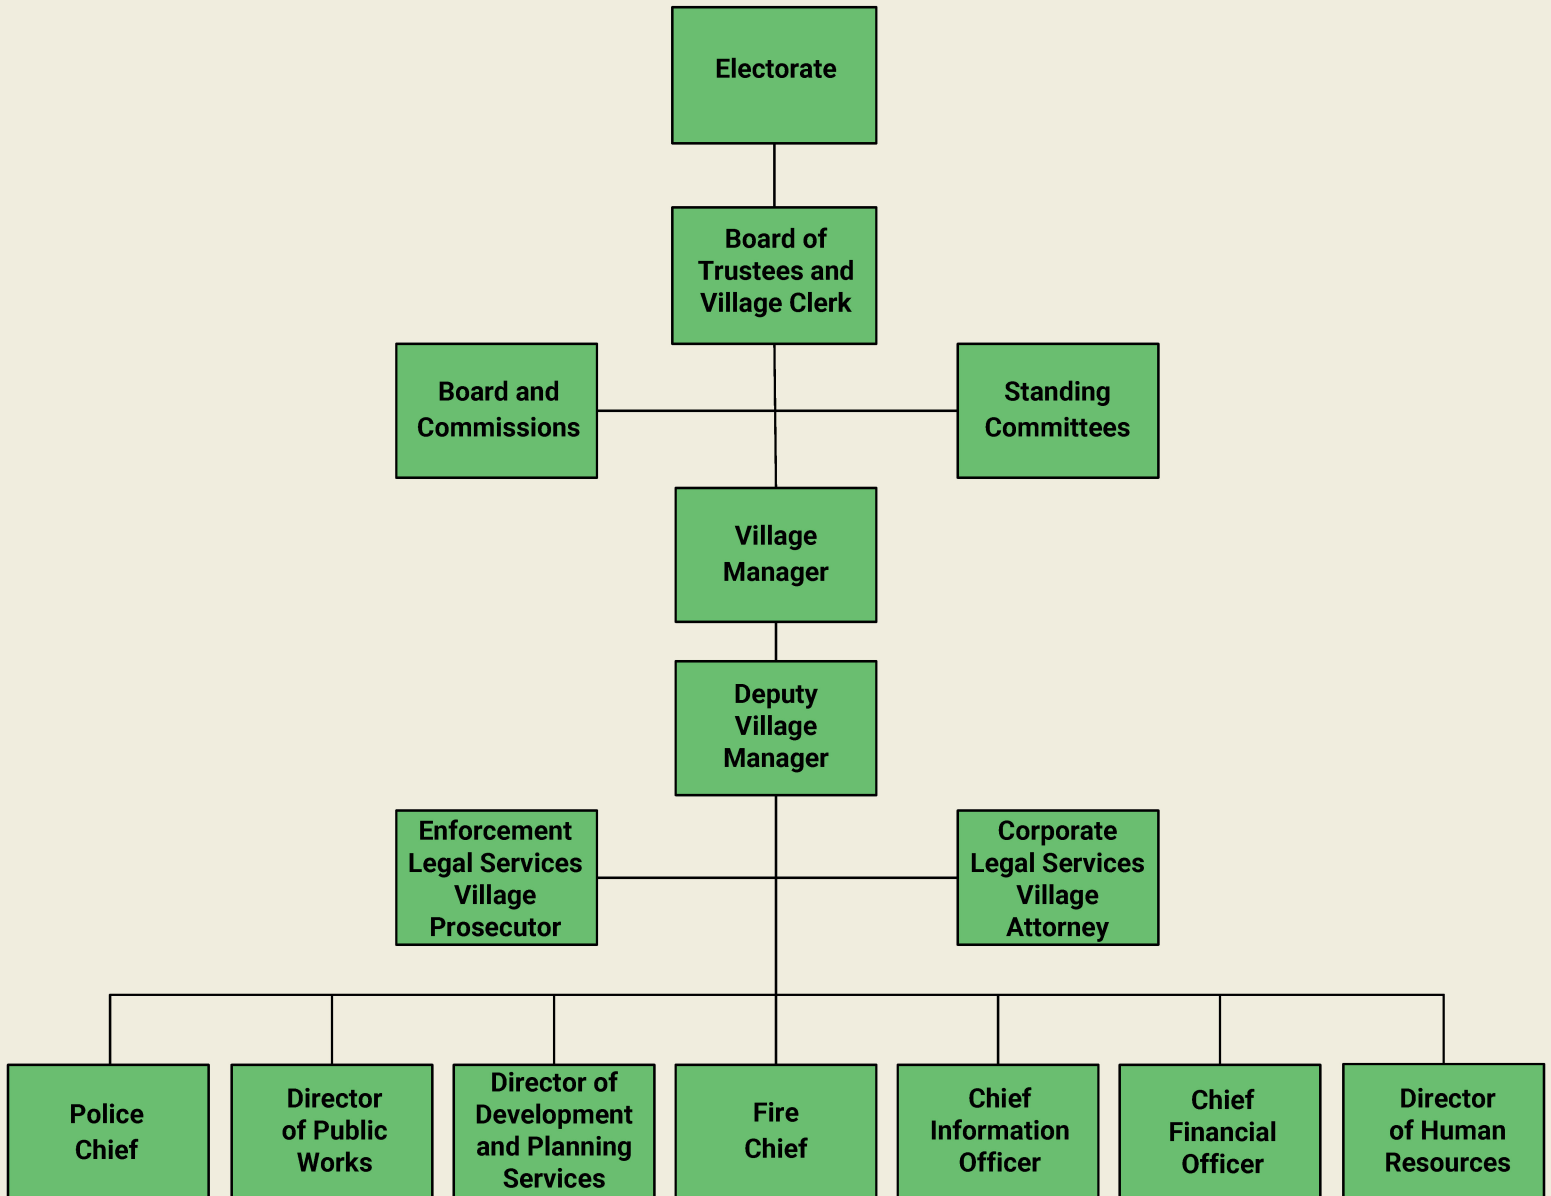 Electorate
Board of
Trustees and
Village Clerk
Board and
Commissions
Standing
Committees
Village
Manager
Deputy
Village
Manager
Enforcement
Legal Services
Village
Prosecutor
Corporate
Legal Services
Village
Attorney
Police
Chief
Director
of Public
Works
Director of
Development
and Planning
Services
Fire
Chief
Chief
Information
Officer
Chief
Financial
Officer
Director
of Human
Resources